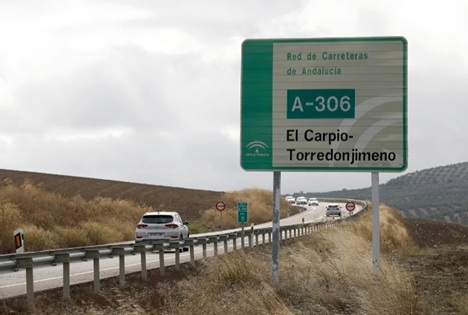 Red de Carreteras
de Andalucía
A-306
El Carpio-
Torredonjimeno